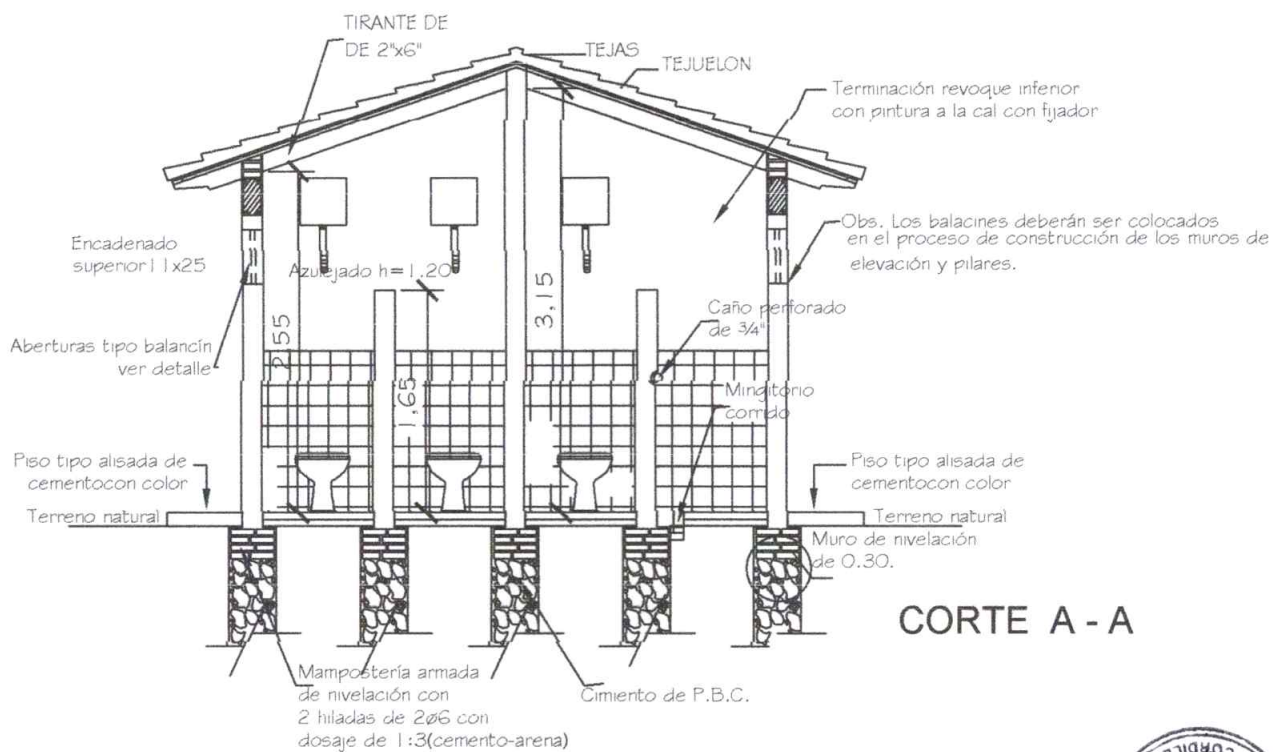 TIRANTE DE
DE 2"x6"
TEJAS
TEJUELON
Terminación revoque inferior
con pintura a la cal con fijador
Encadenado
superior 11x25
Obs. Los balacines deberán ser colocados
en el proceso de construcción de los muros de
elevación y pilares.
Azulejado h=1.20
Caño perforado
de 3/4"
2,55
3,15
1,65
Aberturas tipo balancín
ver detalle
Mingitorio
corrido
Piso tipo alisada de
cementocon color
Piso tipo alisada de
cementocon color
Terreno natural
Terreno natural
Muro de nivelación
de 0.30.
CORTE A - A
Mampostería armada
de nivelación con
2 hiladas de 2ø6 con
dosaje de 1:3(cemento-arena)
Cimiento de P.B.C.